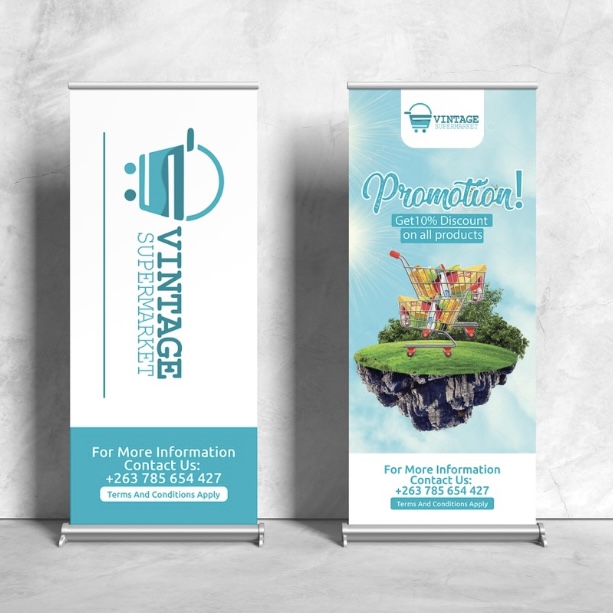 VINTAGE
SUPERMARKET
For More Information
Contact Us:
+263 785 654 427
Terms And Conditions Apply
VINTAGE
SUPERMARKET
Promotion!
Get10% Discount
on all products
For More Information
Contact Us:
+263 785 654 427
Terms And Conditions Apply